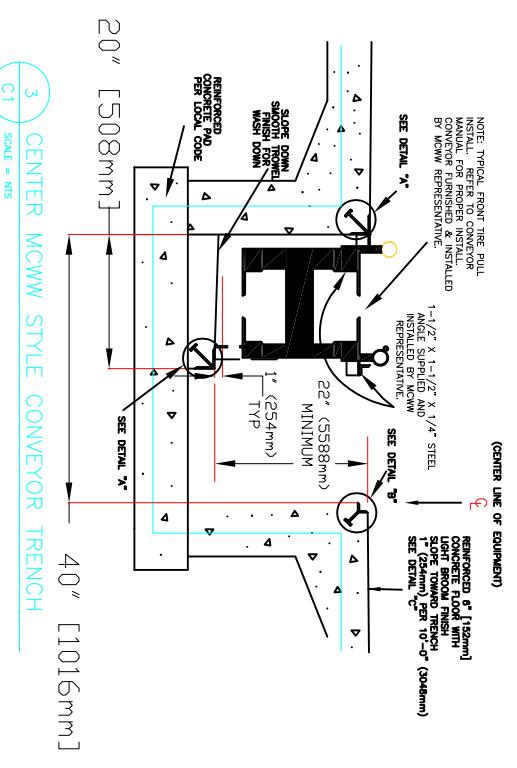 (CENTER LINE OF EQUIPMENT)
CL
NOTE: TYPICAL FRONT TIRE PULL
INSTALL. REFER TO CONVEYOR
MANUAL FOR PROPER INSTALL.
CONVEYOR FURNISHED & INSTALLED
BY MCWW REPRESENTATIVE.
1-1/2" X 1-1/2" X 1/4" STEEL
ANGLE SUPPLIED AND
INSTALLED BY MCWW
REPRESENTATIVE.
REINFORCED 6" [152mm]
CONCRETE FLOOR WITH
LIGHT BROOM FINISH
SLOPE TOWARD TRENCH
1" (254mm) PER 10'-0" (3048mm)
SEE DETAIL "C"
SEE DETAIL "A"
SEE DETAIL "B"
22" (5588mm)
MINIMUM
1" (254mm)
TYP
SLOPE DOWN
SMOOTH TROWEL
FINISH FOR
WASH DOWN
REINFORCED
CONCRETE PAD
PER LOCAL CODE
SEE DETAIL "A"
20" [508mm]
40" [1016mm]
3
C1
CENTER MCWW STYLE CONVEYOR TRENCH
SCALE = NTS